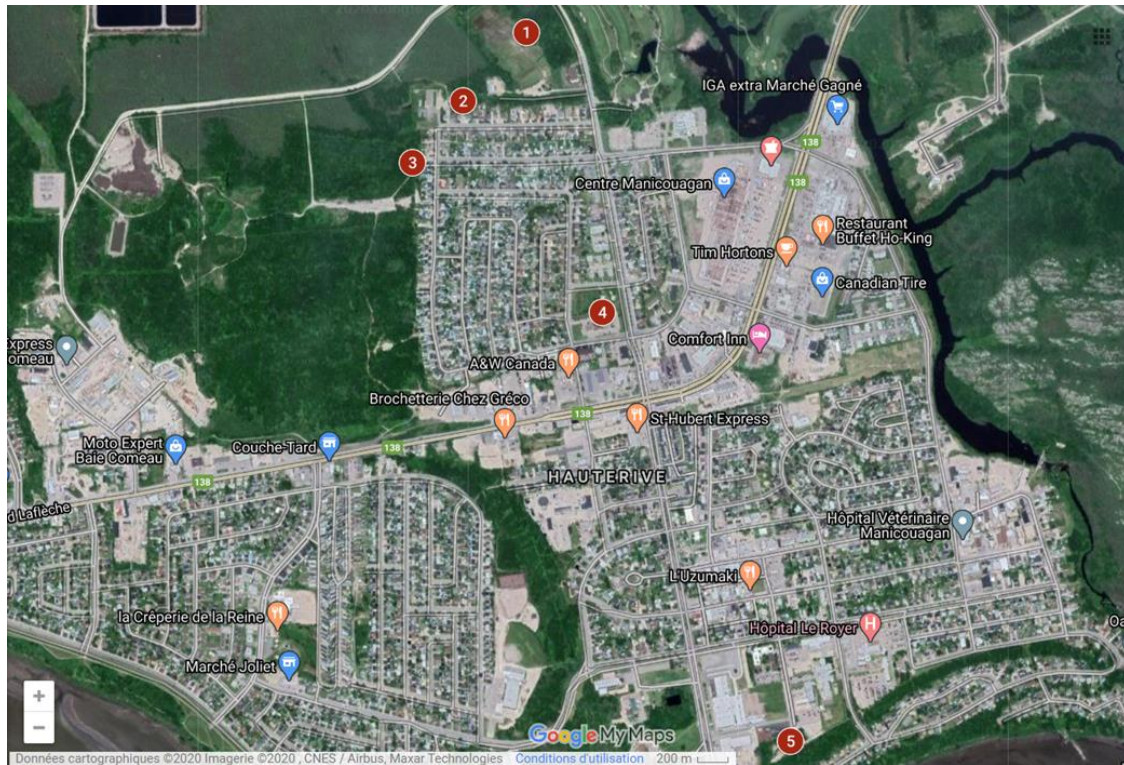 1
IGA extra Marché Gagné
2
138
3
Centre Manicouagan
138
Restaurant
Buffet Ho-King
Tim Hortons
Canadian Tire
4
Express
Comeau
Comfort Inn
A&W Canada
Brochetterie Chez Gréco
138
St-Hubert Express
Moto Expert
Baie Comeau
Couche-Tard
138
HAUTERIVE
138
d Laflèche
Hôpital Vétérinaire
Manicouagan
L'Uzumaki
la Crêperie de la Reine
Hôpital Le Royer
H
Oa
Marché Joliet
+
−
Google My Maps
5
Données cartographiques ©2020 Imagerie ©2020 , CNES / Airbus, Maxar Technologies Conditions d'utilisation 200 m